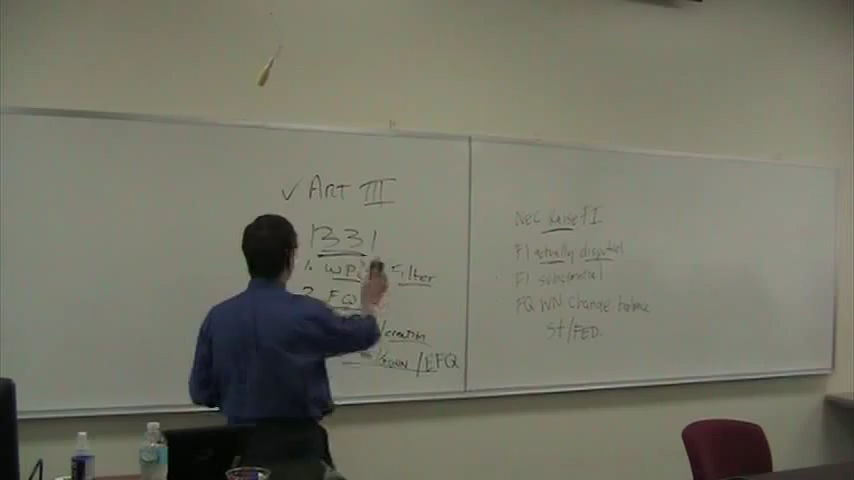 ✓ ART III
1331
1. WP Filter
2. FQ
/creation
/EFQ
NEC Raise FI
FI actually disputed
FI substantial
FQ WN Change balance
St/FED.